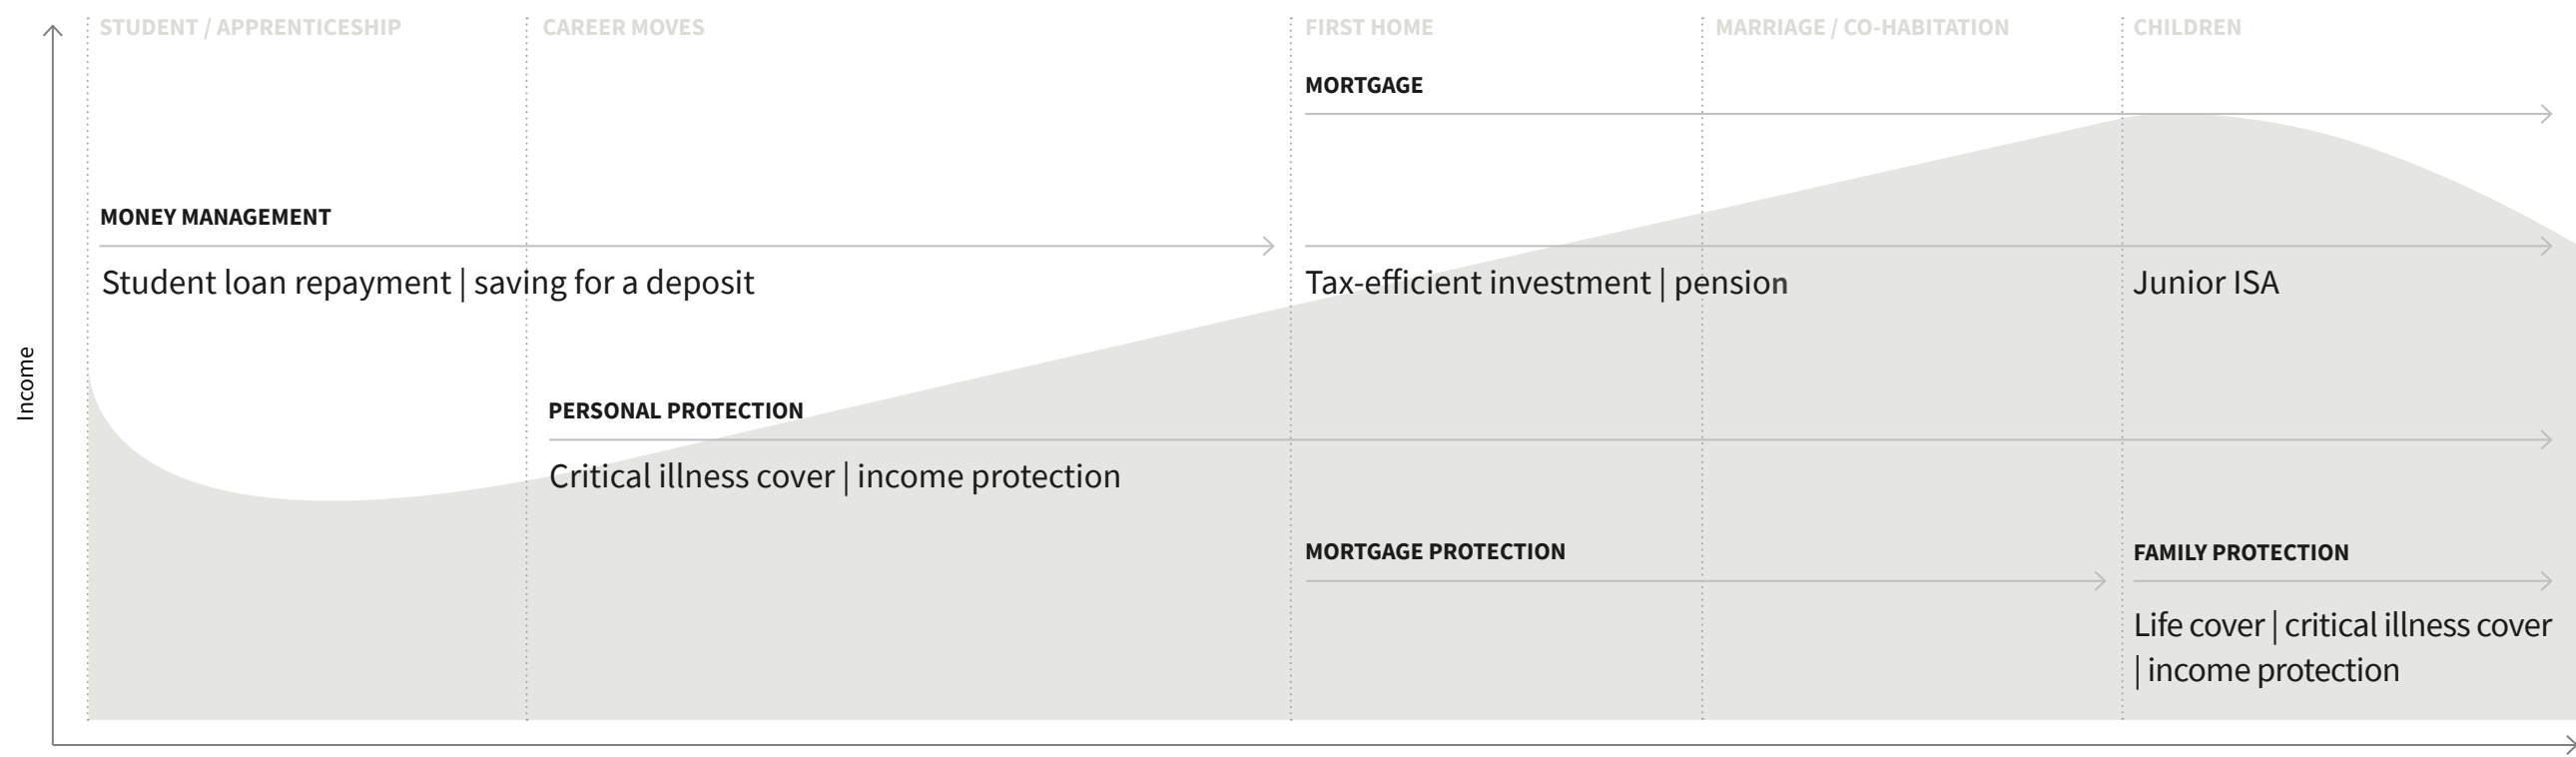 STUDENT / APPRENTICESHIP
CAREER MOVES
FIRST HOME
MARRIAGE / CO-HABITATION
CHILDREN
MORTGAGE
MONEY MANAGEMENT
Student loan repayment | saving for a deposit
Tax-efficient investment | pension
Junior ISA
Income
PERSONAL PROTECTION
Critical illness cover | income protection
MORTGAGE PROTECTION
FAMILY PROTECTION
Life cover | critical illness cover
| income protection